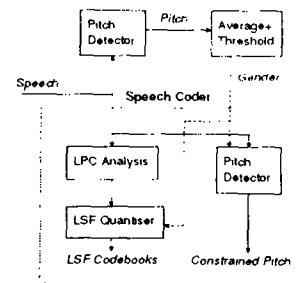 Pitch
Detector
Pitch
Average+
Threshold
Gender
Speech
Speech Coder
LPC Analysis
Pitch
Detector
LSF Quantiser
LSF Codebooks
Constrained Pitch